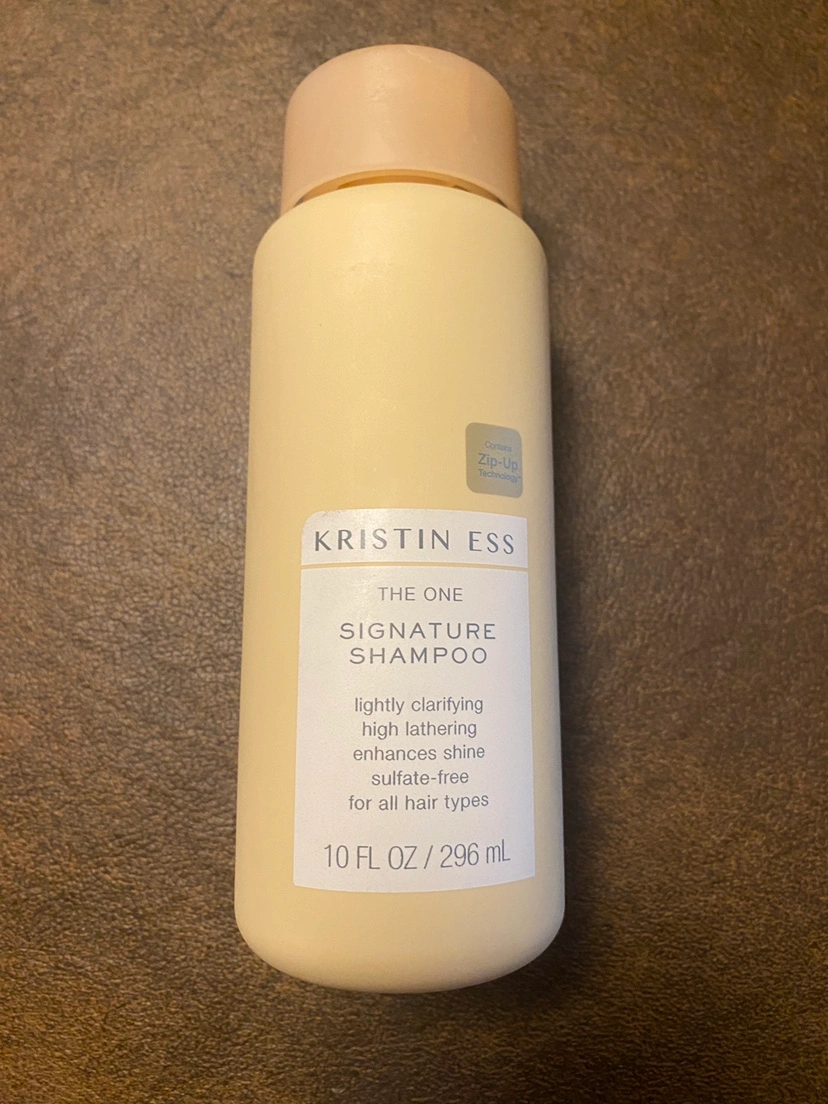 Contains
Zip-Up
Technology™
KRISTIN ESS
THE ONE
SIGNATURE
SHAMPOO
lightly clarifying
high lathering
enhances shine
sulfate-free
for all hair types
10 FL OZ / 296 mL